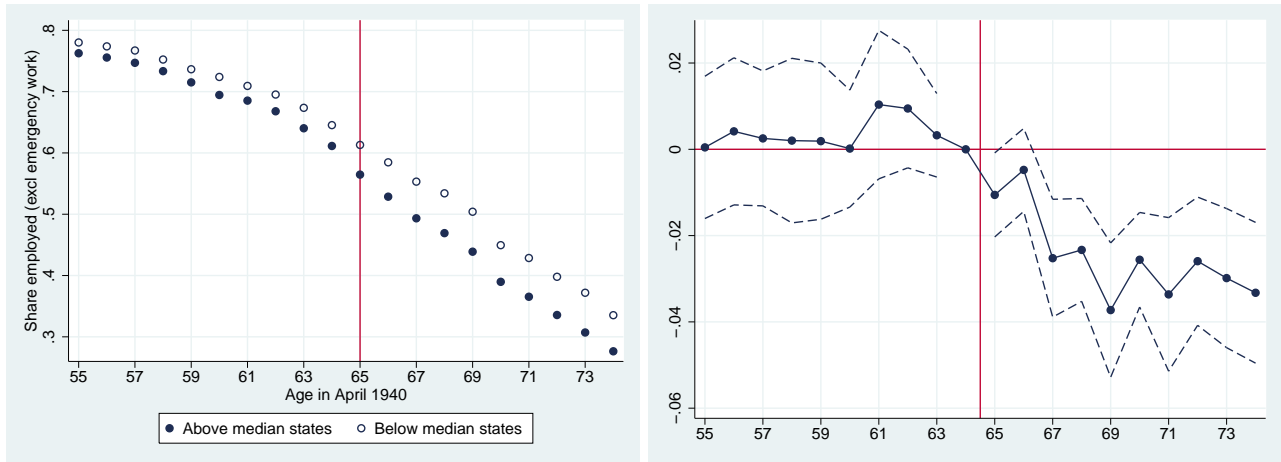 Share employed (excl emergency work)
.8
.7
.6
.5
.4
.3
55 57 59 61 63 65 67 69 71 73
Age in April 1940
Above median states Below median states
.02
0
-.02
-.04
-.06
55 57 59 61 63 65 67 69 71 73